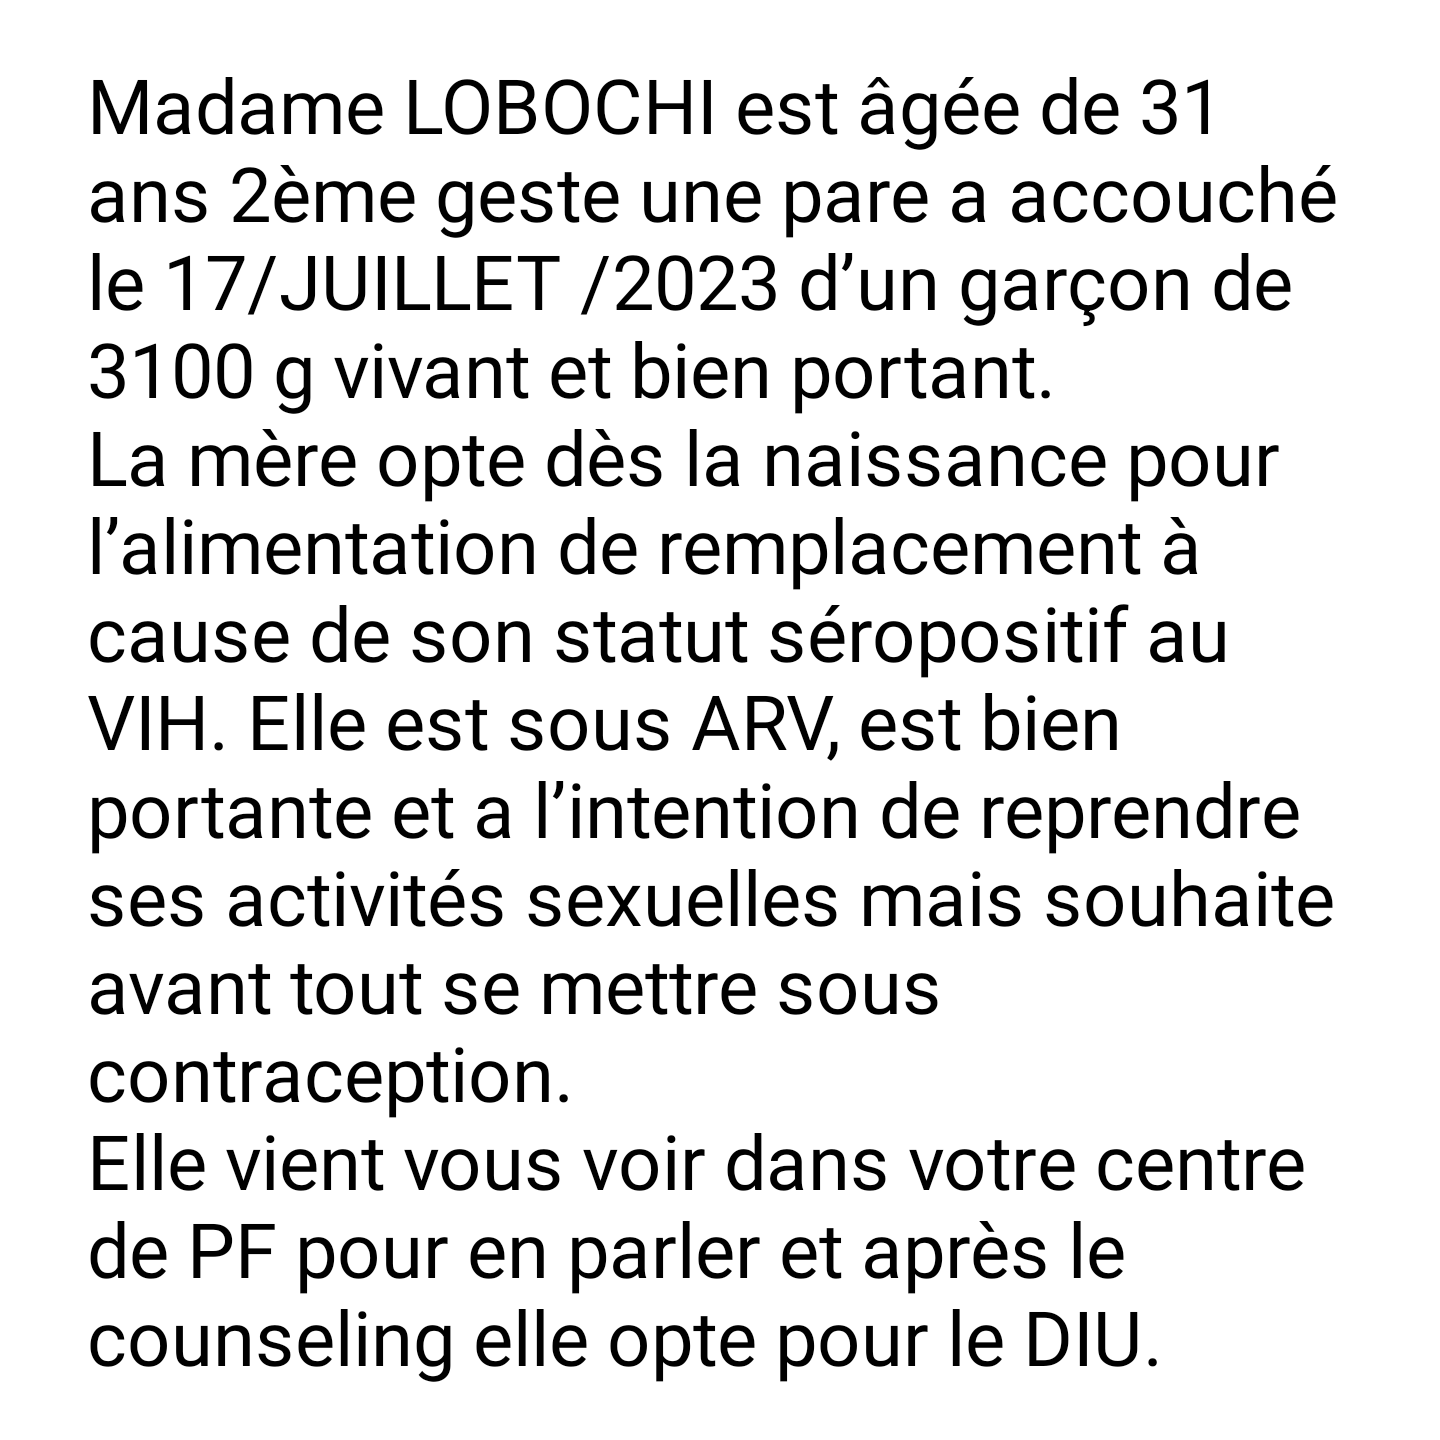 Madame LOBOCHI est âgée de 31
ans 2ème geste une pare a accouché
le 17/JUILLET /2023 d’un garçon de
3100 g vivant et bien portant.
La mère opte dès la naissance pour
l’alimentation de remplacement à
cause de son statut séropositif au
VIH. Elle est sous ARV, est bien
portante et a l’intention de reprendre
ses activités sexuelles mais souhaite
avant tout se mettre sous
contraception.
Elle vient vous voir dans votre centre
de PF pour en parler et après le
counseling elle opte pour le DIU.